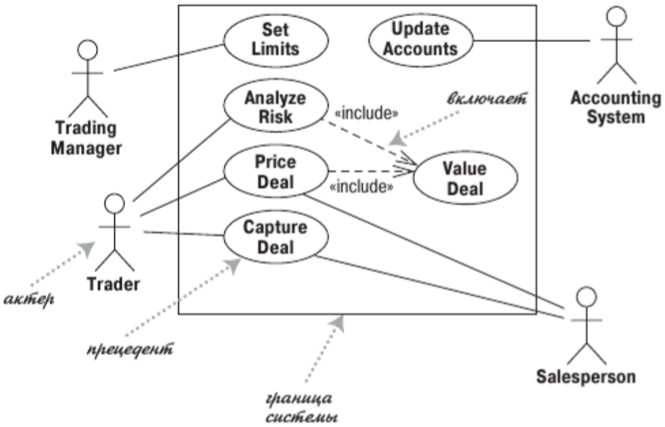 Set
Limits
Update
Accounts
Trading
Manager
Accounting
System
Analyze
Risk
«include»
включает
Price
Deal
«include»
Value
Deal
Capture
Deal
Trader
актер
прецедент
граница
системы
Salesperson